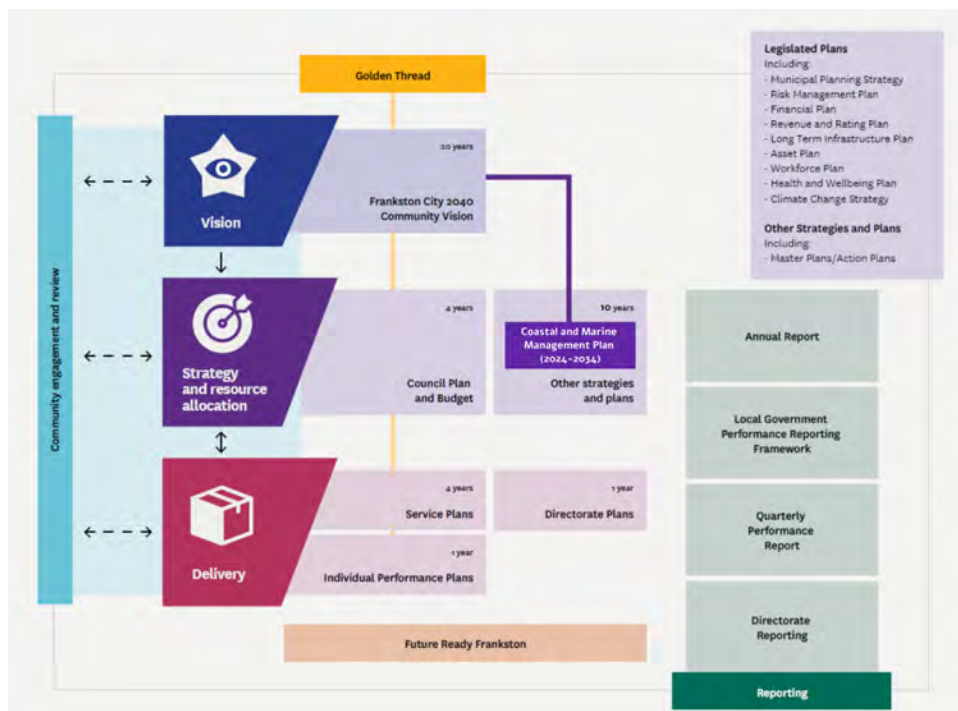 Golden Thread
Legislated Plans
Including:
- Municipal Planning Strategy
- Risk Management Plan
- Financial Plan
- Revenue and Rating Plan
- Long Term Infrastructure Plan
- Asset Plan
- Workforce Plan
- Health and Wellbeing Plan
- Climate Change Strategy
Other Strategies and Plans
Including:
- Master Plans/Action Plans
Community engagement and review
Vision
20 years
Frankston City 2040
Community Vision
Strategy
and resource
allocation
4 years
Council Plan
and Budget
10 years
Coastal and Marine
Management Plan
(2024–2034)
Other strategies
and plans
Delivery
4 years
Service Plans
1 year
Directorate Plans
1 year
Individual Performance Plans
Future Ready Frankston
Annual Report
Local Government
Performance Reporting
Framework
Quarterly
Performance
Report
Directorate
Reporting
Reporting